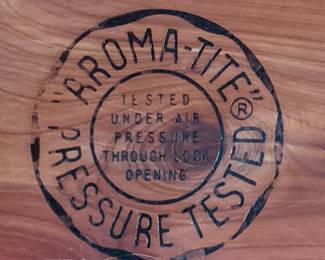 "AROMA-TITE"®
PRESSURE TESTED
TESTED
UNDER AIR
PRESSURE
THROUGH LOCK
OPENING